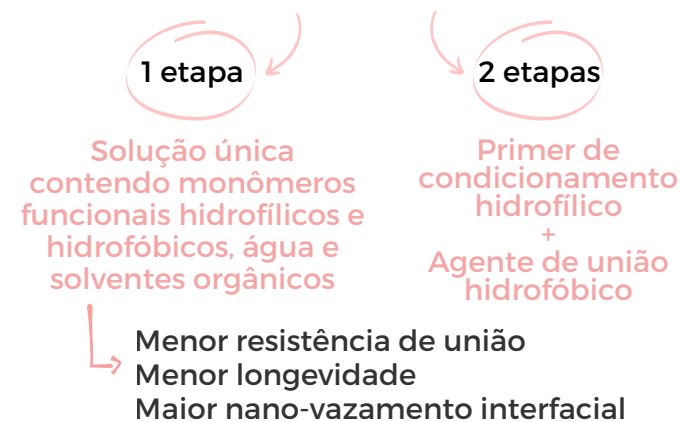 1 etapa
Solução única
contendo monômeros
funcionais hidrofílicos e
hidrofóbicos, água e
solventes orgânicos
2 etapas
Primer de
condicionamento
hidrofílico
+
Agente de união
hidrofóbico
Menor resistência de união
Menor longevidade
Maior nano-vazamento interfacial